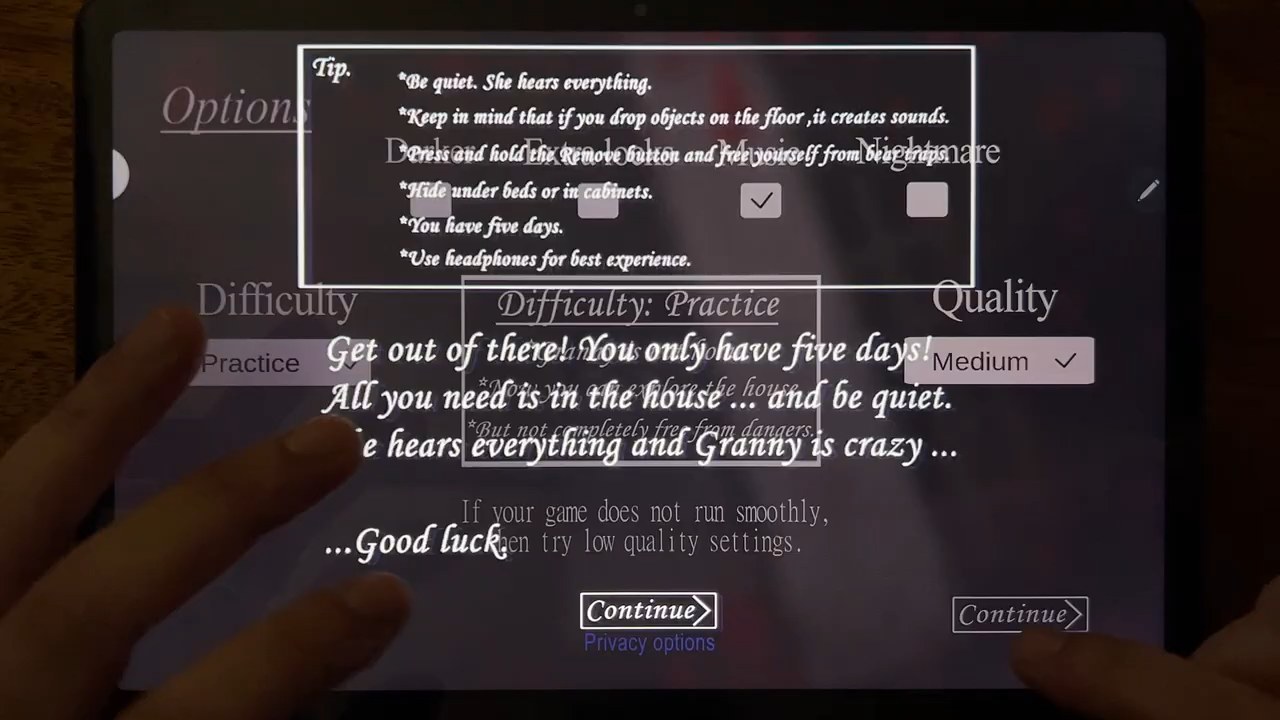 Tip.
*Be quiet. She hears everything.
*Keep in mind that if you drop objects on the floor ,it creates sounds.
*Press and hold the Remove button and free yourself from bear traps.
*Hide under beds or in cabinets.
*You have five days.
*Use headphones for best experience.
Options
Darker Extra locks Music Nightmare
Difficulty
Practice
Difficulty: Practice
*Now you can explore the house
*But not completely free from dangers.
Quality
Medium
Get out of there! You only have five days!
All you need is in the house ... and be quiet.
e hears everything and Granny is crazy ...
...Good luck.
If your game does not run smoothly,
then try low quality settings.
Continue
Privacy options
Continue